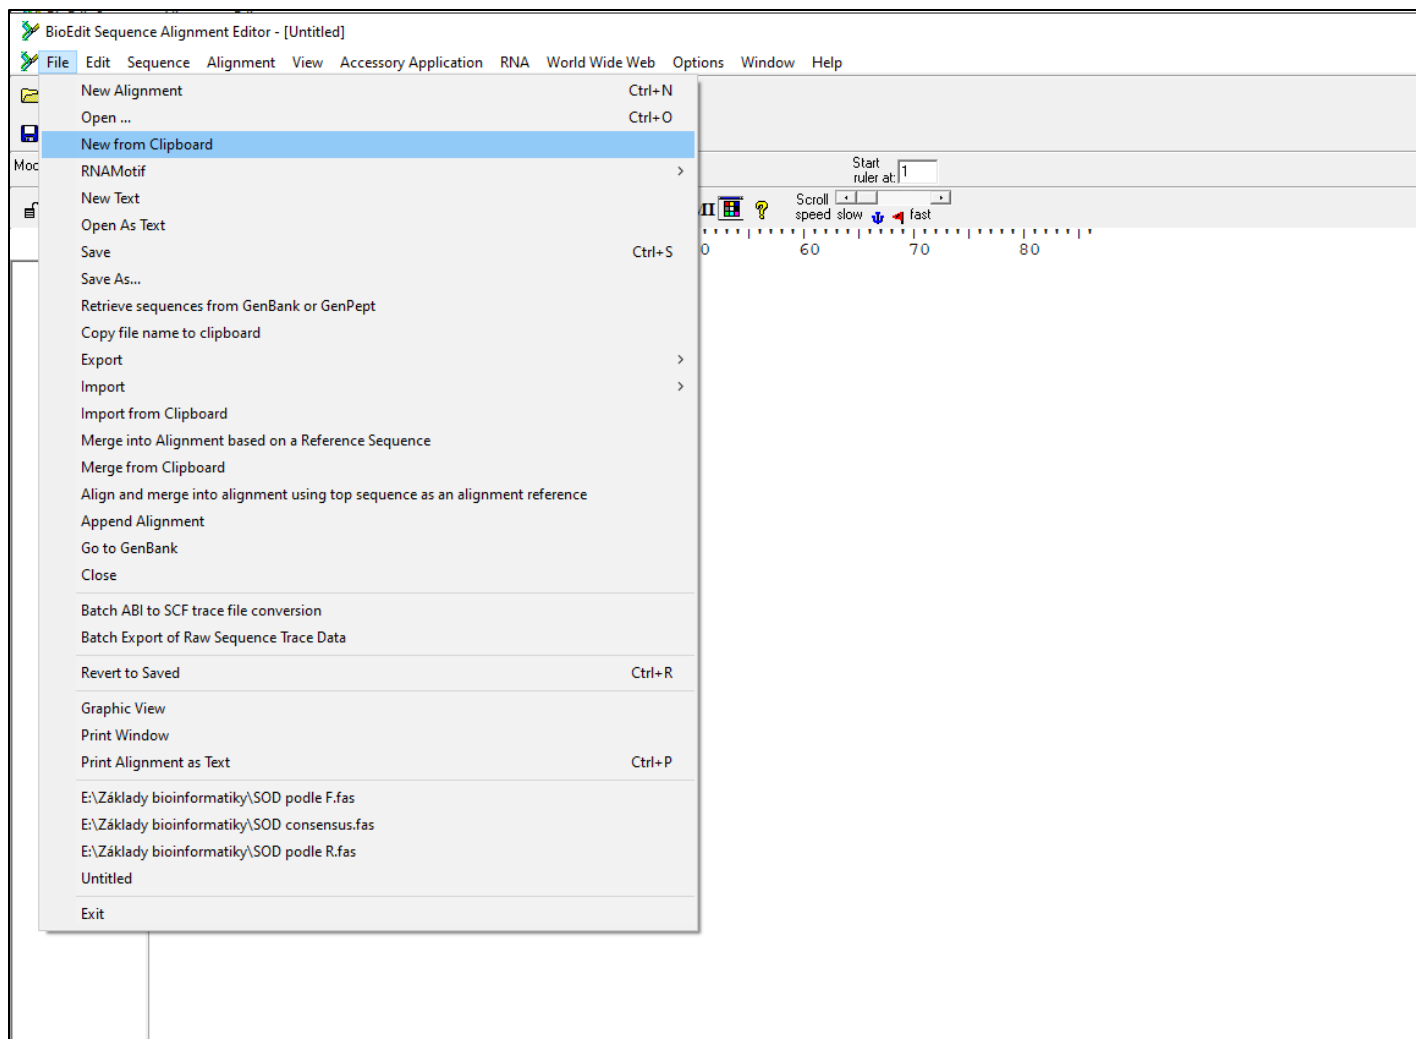 BioEdit Sequence Alignment Editor - [Untitled]
File Edit Sequence Alignment View Accessory Application RNA World Wide Web Options Window Help
New Alignment Ctrl+N
Open ... Ctrl+O
New from Clipboard
RNAMotif
New Text
Open As Text
Save Ctrl+S
Save As...
Retrieve sequences from GenBank or GenPept
Copy file name to clipboard
Export
Import
Import from Clipboard
Merge into Alignment based on a Reference Sequence
Merge from Clipboard
Align and merge into alignment using top sequence as an alignment reference
Append Alignment
Go to GenBank
Close
Batch ABI to SCF trace file conversion
Batch Export of Raw Sequence Trace Data
Revert to Saved Ctrl+R
Graphic View
Print Window
Print Alignment as Text Ctrl+P
E:\Základy bioinformatiky\SOD podle F.fas
E:\Základy bioinformatiky\SOD consensus.fas
E:\Základy bioinformatiky\SOD podle R.fas
Untitled
Exit
Start
ruler at: 1
Scroll
speed slow fast
60 70 80